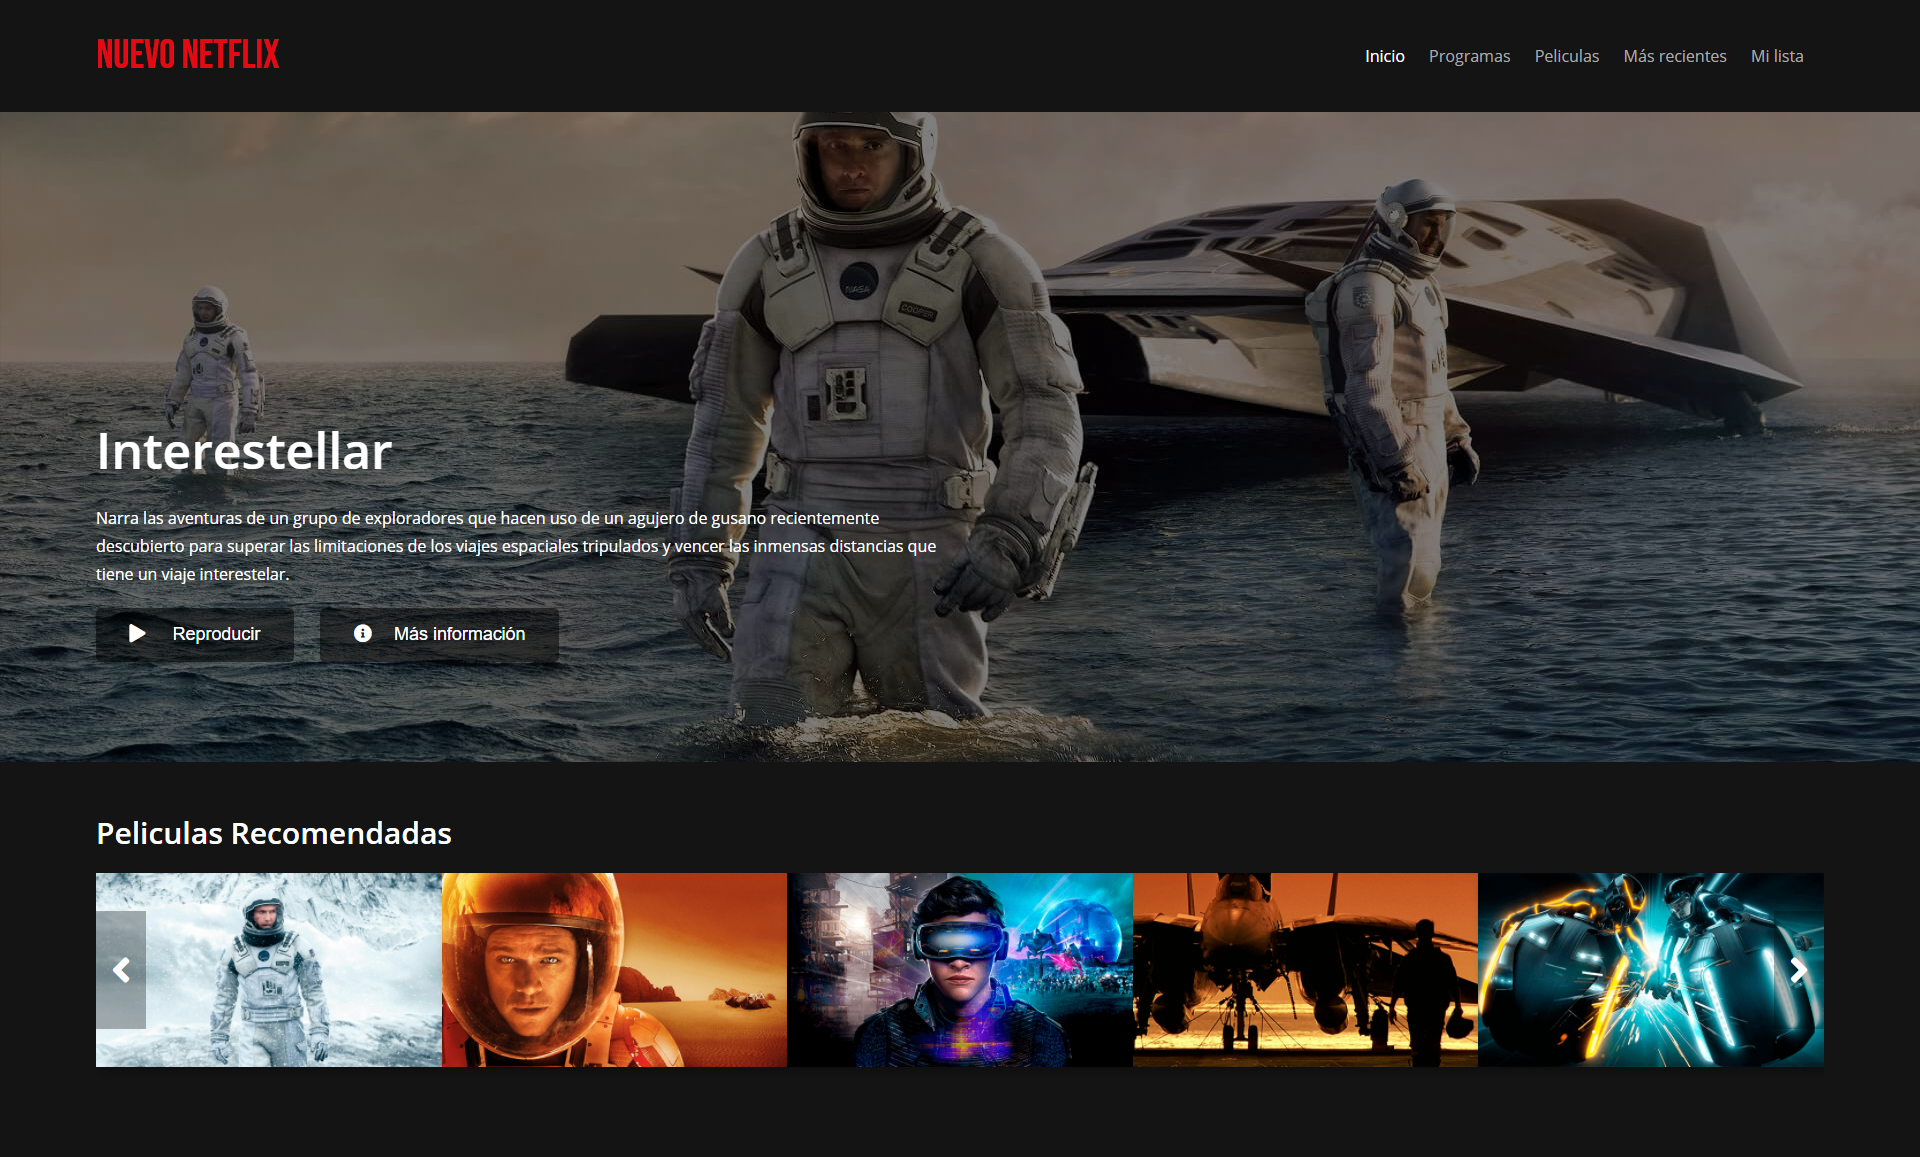 NUEVO NETFLIX
Inicio Programas Peliculas Más recientes Mi lista
NASA
COOPER
Interestellar
Narra las aventuras de un grupo de exploradores que hacen uso de un agujero de gusano recientemente
descubierto para superar las limitaciones de los viajes espaciales tripulados y vencer las inmensas distancias que
tiene un viaje interestelar.
Reproducir Más información
Peliculas Recomendadas